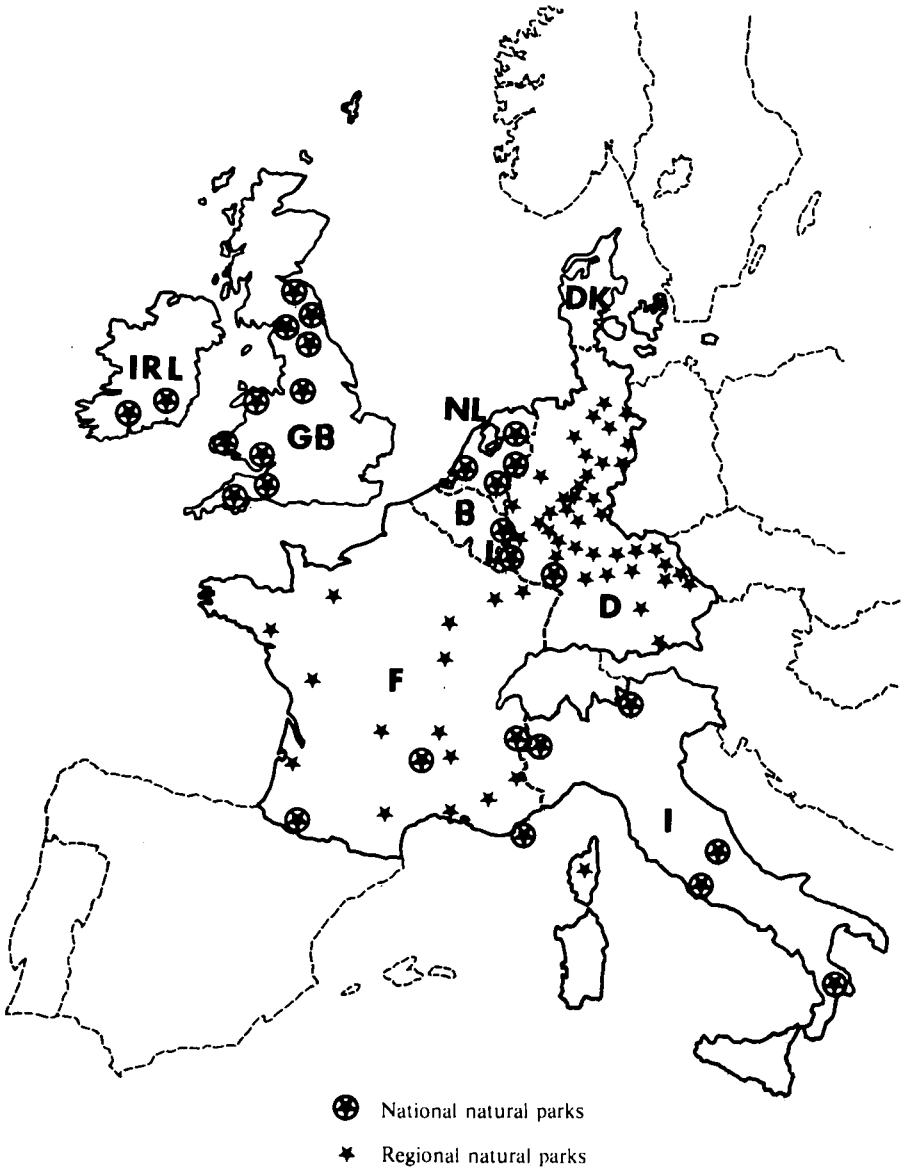 DK
IRL
NL
GB
B
L
D
F
I
National natural parks
Regional natural parks